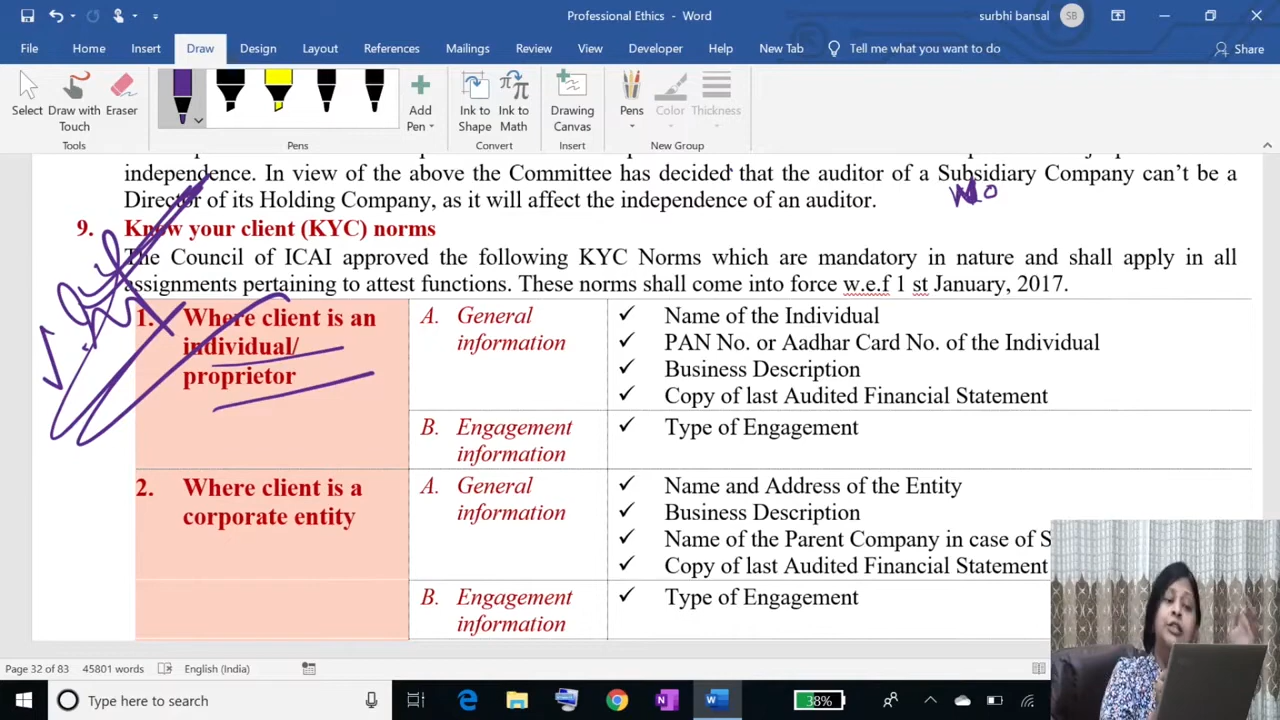 Professional Ethics - Word
surbhi bansal
SB
File Home Insert Draw Design Layout References Mailings Review View Developer Help New Tab Tell me what you want to do Share
Select Draw with Touch Eraser Add Pen Ink to Shape Ink to Math Drawing Canvas Pens Color Thickness
Tools Pens Convert Insert New Group
independence. In view of the above the Committee has decided that the auditor of a Subsidiary Company can't be a
Director of its Holding Company, as it will affect the independence of an auditor.
9. Know your client (KYC) norms
The Council of ICAI approved the following KYC Norms which are mandatory in nature and shall apply in all
assignments pertaining to attest functions. These norms shall come into force w.e.f 1 st January, 2017.
1. Where client is an
individual/
proprietor
A. General
information
✓ Name of the Individual
✓ PAN No. or Aadhar Card No. of the Individual
✓ Business Description
✓ Copy of last Audited Financial Statement
B. Engagement
information
✓ Type of Engagement
2. Where client is a
corporate entity
A. General
information
✓ Name and Address of the Entity
✓ Business Description
✓ Name of the Parent Company in case of S
✓ Copy of last Audited Financial Statement
B. Engagement
information
✓ Type of Engagement
Page 32 of 83 45801 words English (India)
Type here to search
38%